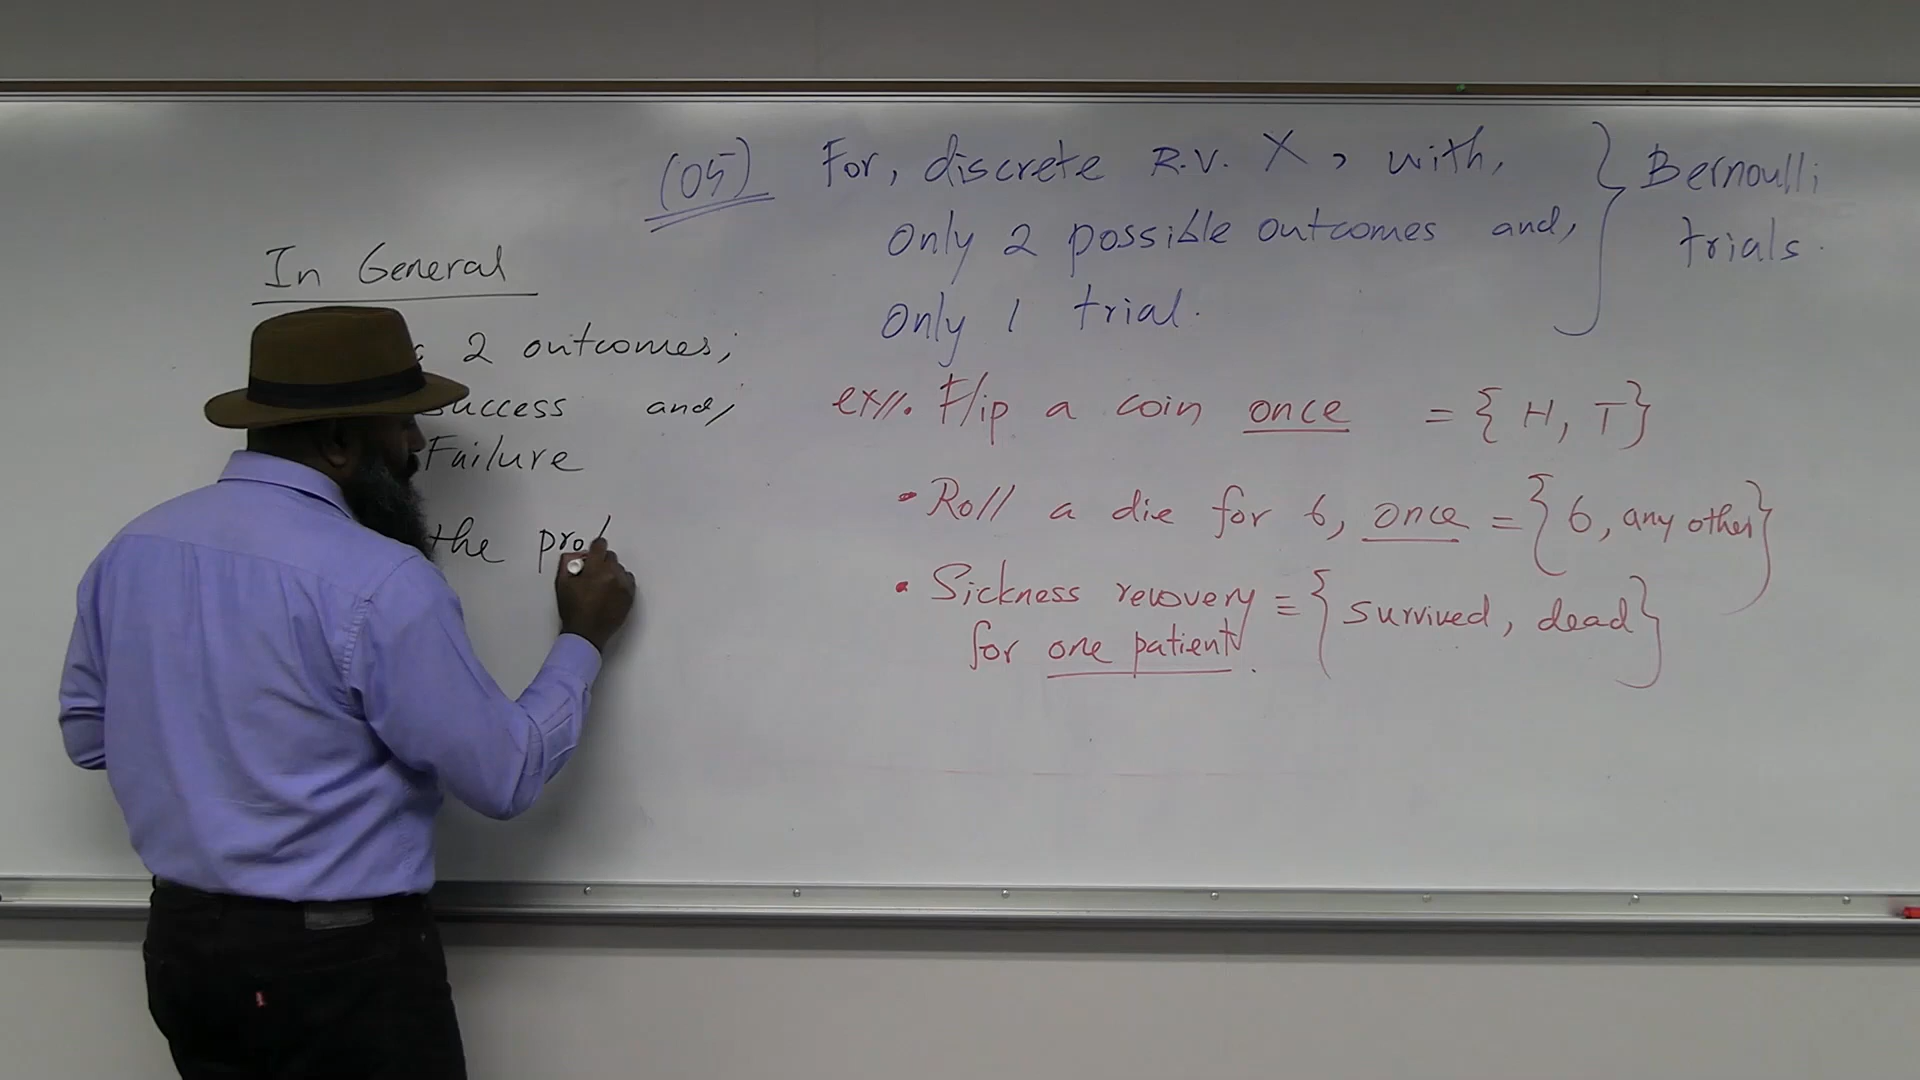 (05) For, discrete R.V. X, with,
Only 2 possible outcomes and,
Only 1 trial.
Bernoulli
trials.
ex//. Flip a coin once = {H, T}
• Roll a die for 6, once = {6, any other}
• Sickness recovery ≡ {survived, dead}
for one patient.
In General
2 outcomes;
Success and,
Failure
the pro